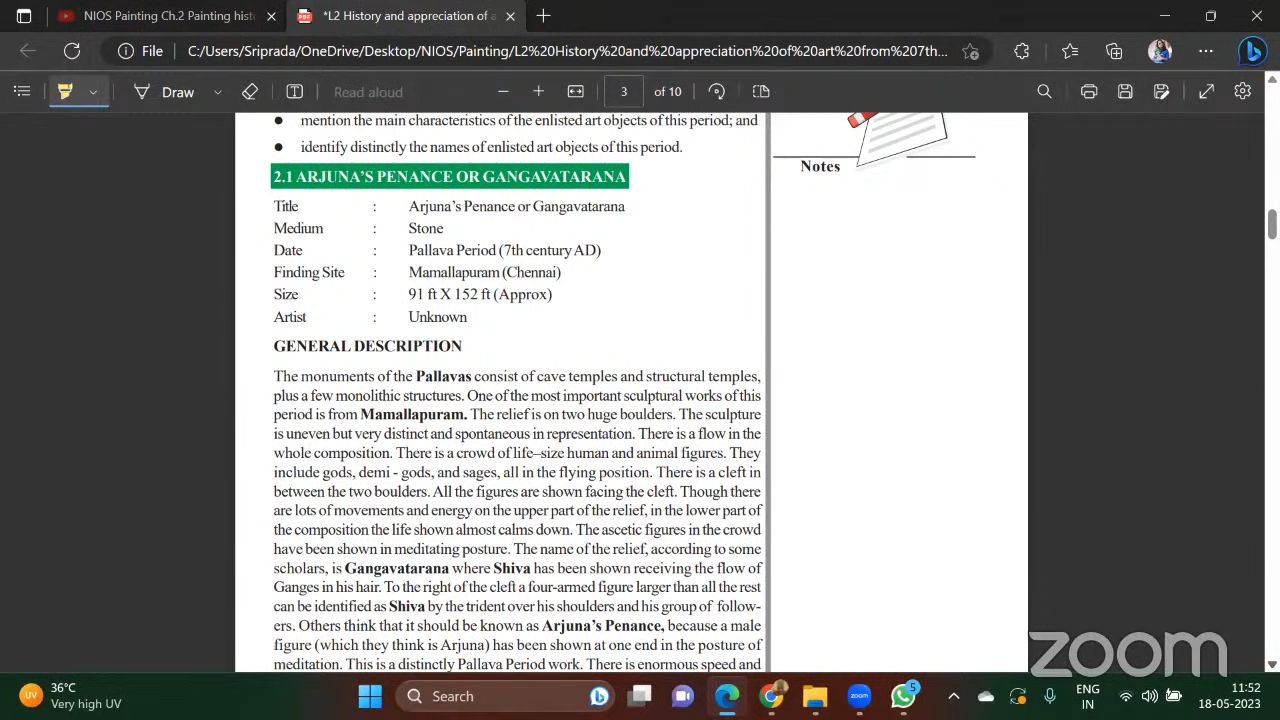 NIOS Painting Ch.2 Painting hist
*L2 History and appreciation of a
File
C:/Users/Sriprada/OneDrive/Desktop/NIOS/Painting/L2%20History%20and%20appreciation%20of%20art%20from%207th...
Draw
Read aloud
3 of 10
● mention the main characteristics of the enlisted art objects of this period; and
● identify distinctly the names of enlisted art objects of this period.
Notes
2.1 ARJUNA'S PENANCE OR GANGAVATARANA
Title : Arjuna's Penance or Gangavatarana
Medium : Stone
Date : Pallava Period (7th century AD)
Finding Site : Mamallapuram (Chennai)
Size : 91 ft X 152 ft (Approx)
Artist : Unknown
GENERAL DESCRIPTION
The monuments of the Pallavas consist of cave temples and structural temples,
plus a few monolithic structures. One of the most important sculptural works of this
period is from Mamallapuram. The relief is on two huge boulders. The sculpture
is uneven but very distinct and spontaneous in representation. There is a flow in the
whole composition. There is a crowd of life–size human and animal figures. They
include gods, demi - gods, and sages, all in the flying position. There is a cleft in
between the two boulders. All the figures are shown facing the cleft. Though there
are lots of movements and energy on the upper part of the relief, in the lower part of
the composition the life shown almost calms down. The ascetic figures in the crowd
have been shown in meditating posture. The name of the relief, according to some
scholars, is Gangavatarana where Shiva has been shown receiving the flow of
Ganges in his hair. To the right of the cleft a four-armed figure larger than all the rest
can be identified as Shiva by the trident over his shoulders and his group of follow-
ers. Others think that it should be known as Arjuna's Penance, because a male
figure (which they think is Arjuna) has been shown at one end in the posture of
meditation. This is a distinctly Pallava Period work. There is enormous speed and
zoom
UV
36°C
Very high UV
Search
zoom
5
ENG
IN
11:52
18-05-2023